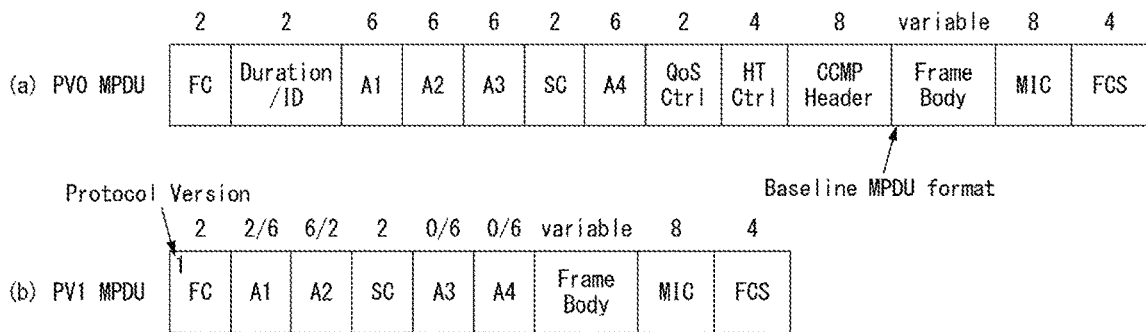 2 2 6 6 6 2 6 2 4 8 variable 8 4
(a) PV0 MPDU FC Duration /ID A1 A2 A3 SC A4 QoS Ctrl HT Ctrl CCMP Header Frame Body MIC FCS
Protocol Version
Baseline MPDU format
2 2/6 6/2 2 0/6 0/6 variable 8 4
1
(b) PV1 MPDU FC A1 A2 SC A3 A4 Frame Body MIC FCS